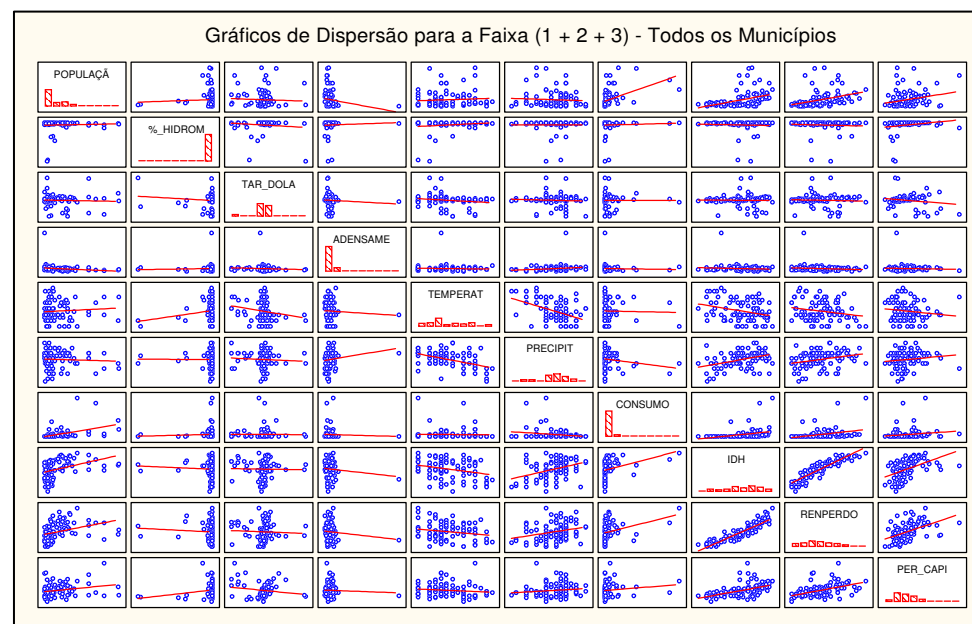 Gráficos de Dispersão para a Faixa (1 + 2 + 3) - Todos os Municípios
POPULAÇÃ
%_HIDROM
TAR_DOLA
ADENSAME
TEMPERAT
PRECIPIT
CONSUMO
IDH
RENPERDO
PER_CAPI